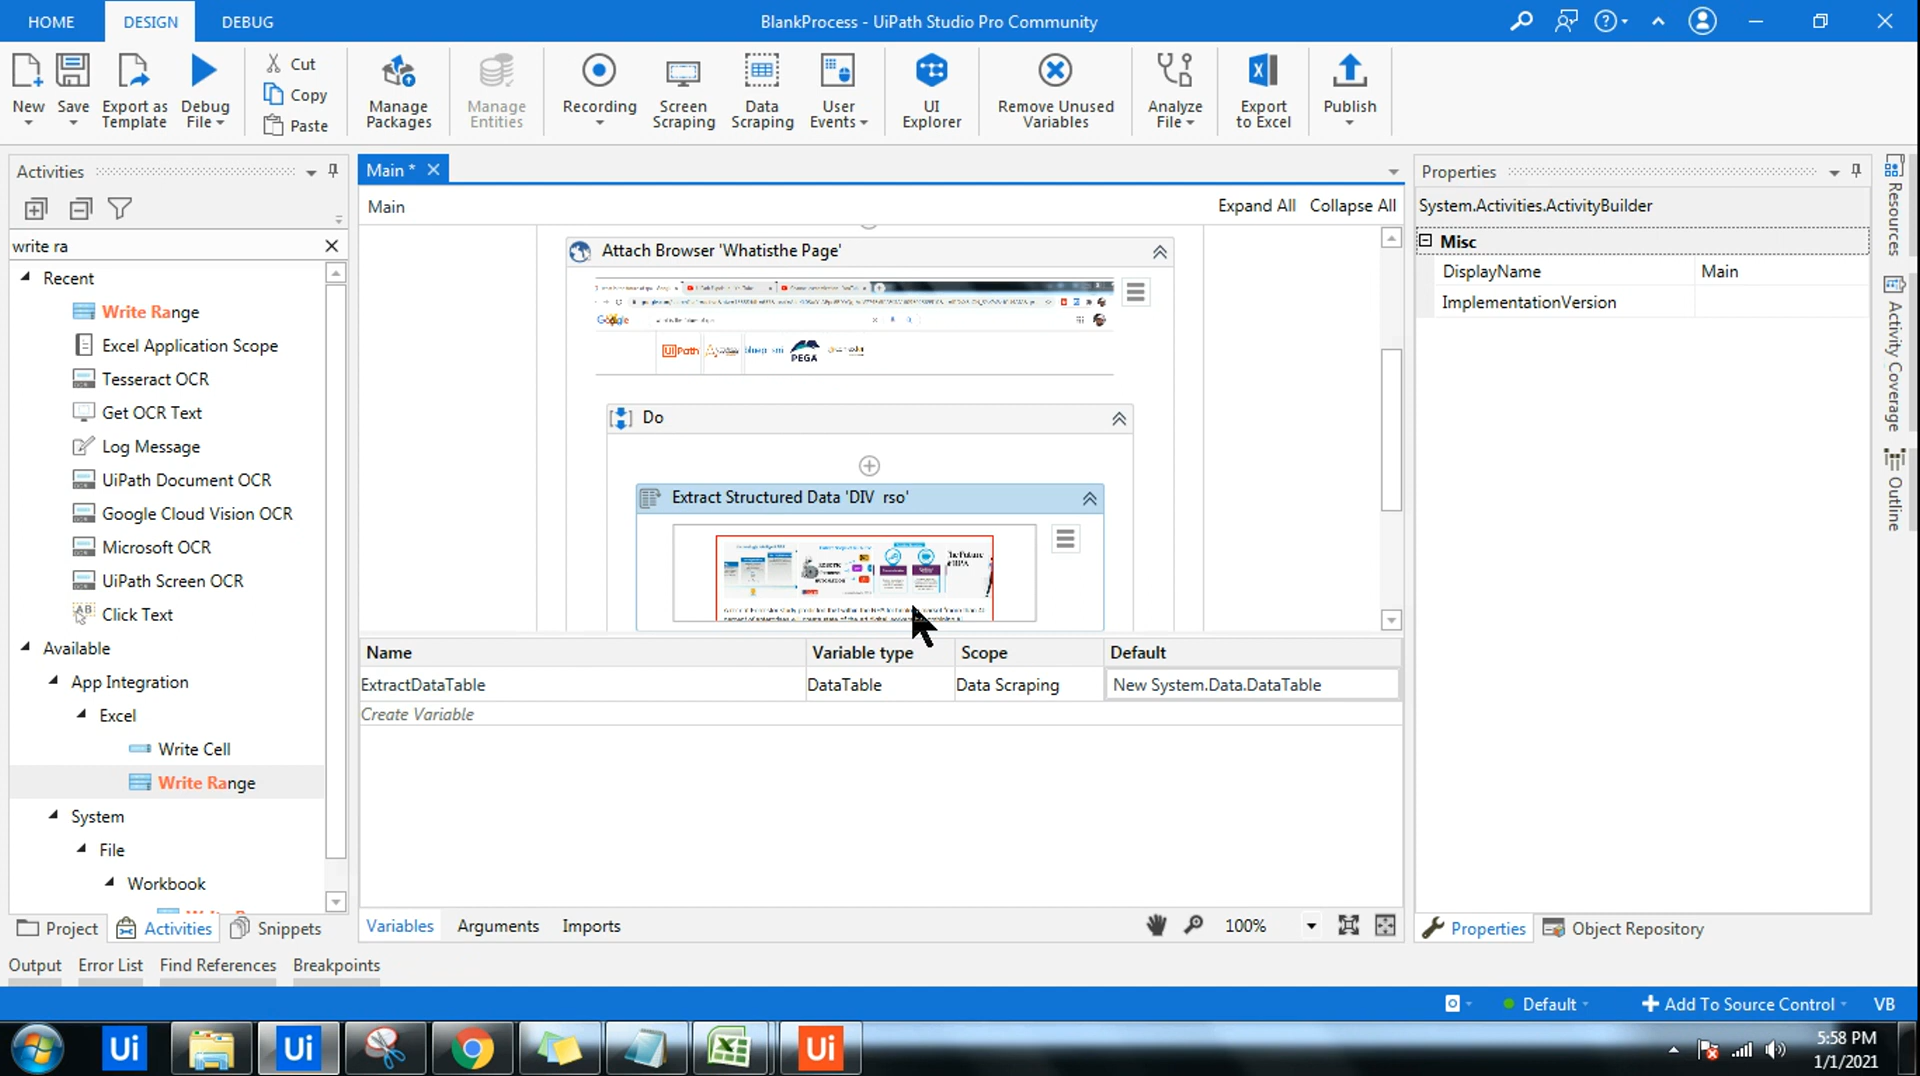 HOME
DESIGN
DEBUG
BlankProcess - UiPath Studio Pro Community
New
Save
Export as Template
Debug File
Cut
Copy
Paste
Manage Packages
Manage Entities
Recording
Screen Scraping
Data Scraping
User Events
UI Explorer
Remove Unused Variables
Analyze File
Export to Excel
Publish
Activities
write ra
Recent
Write Range
Excel Application Scope
Tesseract OCR
Get OCR Text
Log Message
UiPath Document OCR
Google Cloud Vision OCR
Microsoft OCR
UiPath Screen OCR
Click Text
Available
App Integration
Excel
Write Cell
Write Range
System
File
Workbook
Project
Activities
Snippets
Main *
Main
Expand All
Collapse All
Attach Browser 'Whatisthe Page'
Google
UiPath
PEGA
Do
Extract Structured Data 'DIV rso'
The Future
Name
Variable type
Scope
Default
ExtractDataTable
DataTable
Data Scraping
New System.Data.DataTable
Create Variable
Variables
Arguments
Imports
100%
Properties
System.Activities.ActivityBuilder
Misc
DisplayName
Main
ImplementationVersion
Properties
Object Repository
Resources
Activity Coverage
Outline
Output
Error List
Find References
Breakpoints
Default
Add To Source Control
VB
Ui
Ui
Ui
5:58 PM
1/1/2021